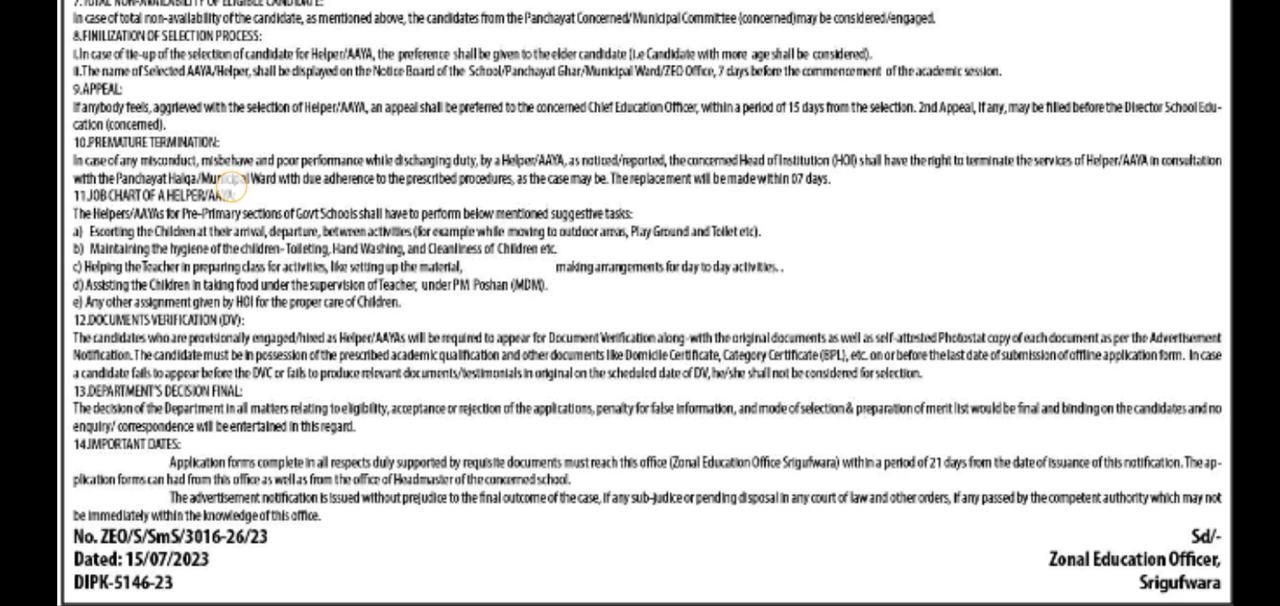 7.TOTAL NON-AVAILABILITY OF ELIGIBLE CANDIDATE:
In case of total non-availability of the candidate, as mentioned above, the candidates from the Panchayat Concerned/Municipal Committee (concerned)may be considered/engaged.
8.FINILIZATION OF SELECTION PROCESS:
i.In case of tie-up of the selection of candidate for Helper/AAYA, the preference shall be given to the elder candidate (i.e Candidate with more age shall be considered).
ii.The name of Selected AAYA/Helper, shall be displayed on the Notice Board of the School/Panchayat Ghar/Municipal Ward/ZEO Office, 7 days before the commencement of the academic session.
9.APPEAL:
If anybody feels, aggrieved with the selection of Helper/AAYA, an appeal shall be preferred to the concerned Chief Education Officer, within a period of 15 days from the selection. 2nd Appeal, if any, may be filled before the Director School Edu-
cation (concerned).
10.PREMATURE TERMINATION:
In case of any misconduct, misbehave and poor performance while discharging duty, by a Helper/AAYA, as noticed/reported, the concerned Head of Institution (HOI) shall have the right to terminate the services of Helper/AAYA in consultation
with the Panchayat Halqa/Municipal Ward with due adherence to the prescribed procedures, as the case may be. The replacement will be made within 07 days.
11.JOB CHART OF A HELPER/AAYA:
The Helpers/AAYAs for Pre-Primary sections of Govt Schools shall have to perform below mentioned suggestive tasks:
a) Escorting the Children at their arrival, departure, between activities (for example while moving to outdoor areas, Play Ground and Toilet etc).
b) Maintaining the hygiene of the children- Toileting, Hand Washing, and Cleanliness of Children etc.
c) Helping the Teacher in preparing class for activities, like setting up the material, making arrangements for day to day activities. .
d) Assisting the Children in taking food under the supervision of Teacher, under PM Poshan (MDM).
e) Any other assignment given by HOI for the proper care of Children.
12.DOCUMENTS VERIFICATION (DV):
The candidates who are provisionally engaged/hired as Helper/AAYAs will be required to appear for Document Verification along-with the original documents as well as self-attested Photostat copy of each document as per the Advertisement
Notification. The candidate must be in possession of the prescribed academic qualification and other documents like Domicile Certificate, Category Certificate (BPL), etc. on or before the last date of submission of offline application form. In case
a candidate fails to appear before the DVC or fails to produce relevant documents/testimonials in original on the scheduled date of DV, he/she shall not be considered for selection.
13.DEPARTMENT'S DECISION FINAL:
The decision of the Department in all matters relating to eligibility, acceptance or rejection of the applications, penalty for false information, and mode of selection & preparation of merit list would be final and binding on the candidates and no
enquiry/ correspondence will be entertained in this regard.
14.IMPORTANT DATES:
Application forms complete in all respects duly supported by requisite documents must reach this office (Zonal Education Office Srigufwara) within a period of 21 days from the date of issuance of this notification. The ap-
plication forms can had from this office as well as from the office of Headmaster of the concerned school.
The advertisement notification is issued without prejudice to the final outcome of the case, if any sub-judice or pending disposal in any court of law and other orders, if any passed by the competent authority which may not
be immediately within the knowledge of this office.
No. ZEO/S/SmS/3016-26/23
Sd/-
Dated: 15/07/2023
Zonal Education Officer,
DIPK-5146-23
Srigufwara